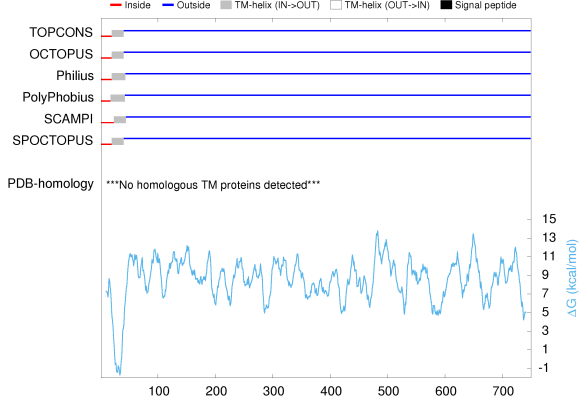 Inside Outside TM-helix (IN->OUT) TM-helix (OUT->IN) Signal peptide
TOPCONS
OCTOPUS
Philius
PolyPhobius
SCAMPI
SPOCTOPUS
PDB-homology ***No homologous TM proteins detected***
15
13
11
9
7
5
3
1
-1
ΔG (kcal/mol)
100 200 300 400 500 600 700